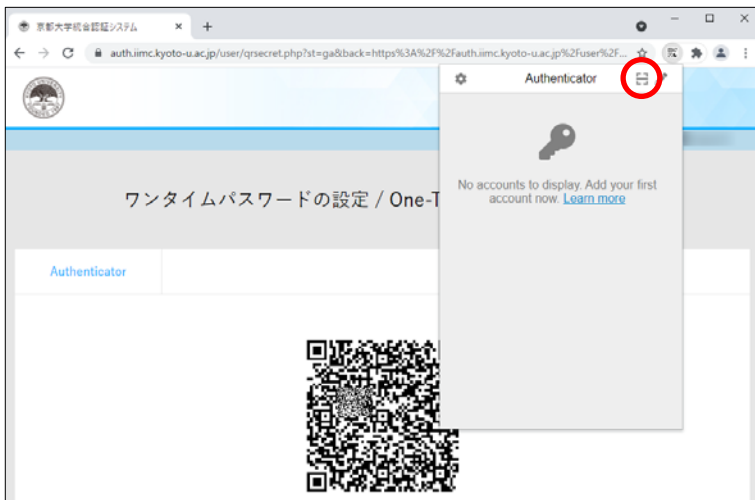 京都大学統合認証システム
auth.iimc.kyoto-u.ac.jp/user/qrsecret.php?st=ga&back=https%3A%2F%2Fauth.iimc.kyoto-u.ac.jp%2Fuser%2F...
Authenticator
No accounts to display. Add your first
account now. Learn more
ワンタイムパスワードの設定 / One-T
Authenticator